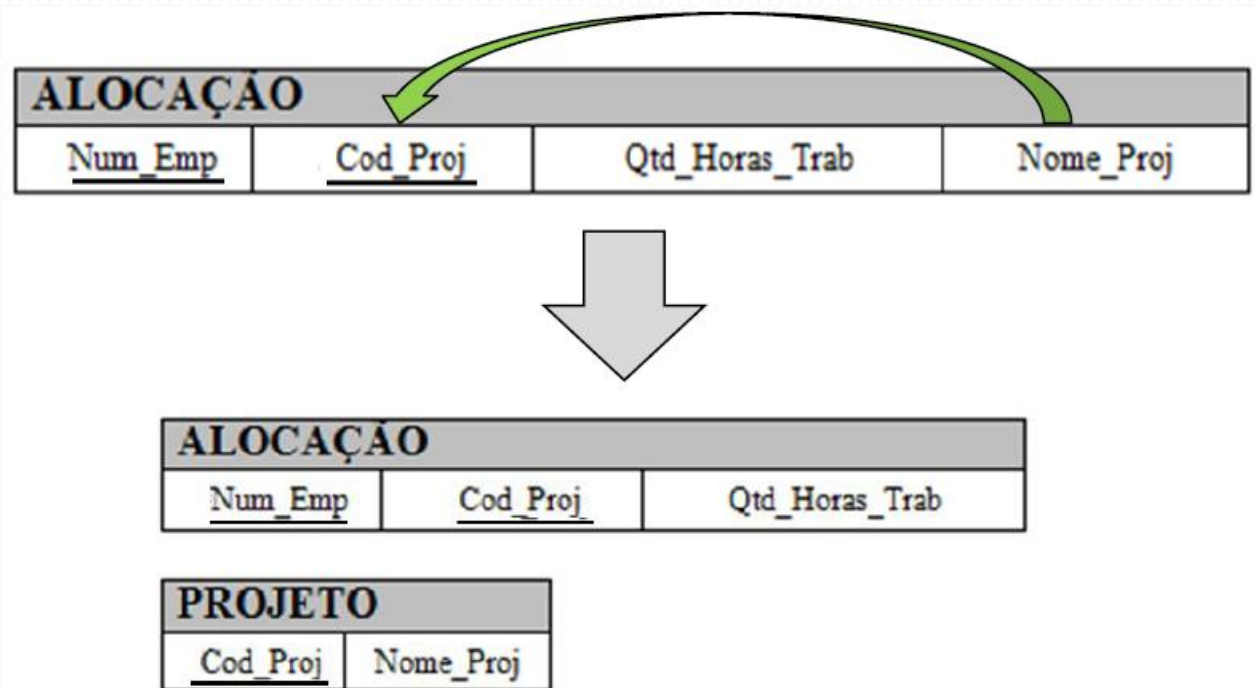 ALOCAÇÃO
Num_Emp Cod_Proj Qtd_Horas_Trab Nome_Proj
ALOCAÇÃO
Num_Emp Cod_Proj Qtd_Horas_Trab
PROJETO
Cod_Proj Nome_Proj